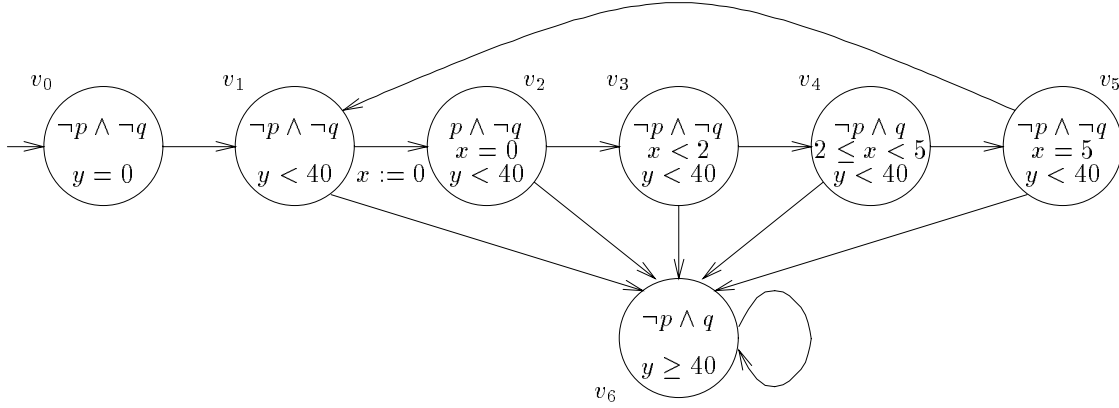 v₀ v₁ v₂ v₃ v₄ v₅
¬p ∧ ¬q
y = 0
¬p ∧ ¬q
y < 40
x := 0
p ∧ ¬q
x = 0
y < 40
¬p ∧ ¬q
x < 2
y < 40
¬p ∧ q
2 ≤ x < 5
y < 40
¬p ∧ ¬q
x = 5
y < 40
¬p ∧ q
y ≥ 40
v₆